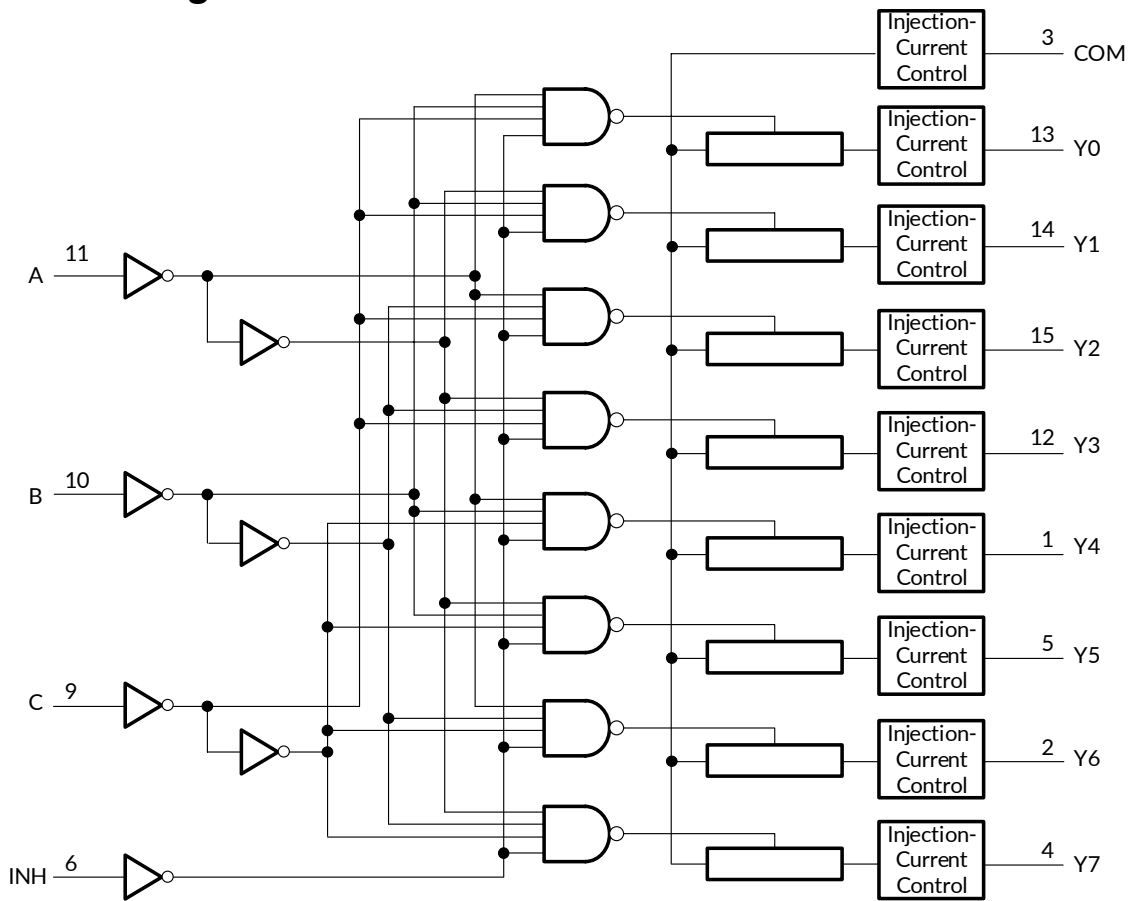 Injection-
Current
Control
3
COM
Injection-
Current
Control
13
Y0
Injection-
Current
Control
14
Y1
11
A
Injection-
Current
Control
15
Y2
Injection-
Current
Control
12
Y3
10
B
Injection-
Current
Control
1
Y4
Injection-
Current
Control
5
Y5
9
C
Injection-
Current
Control
2
Y6
Injection-
Current
Control
4
Y7
6
INH